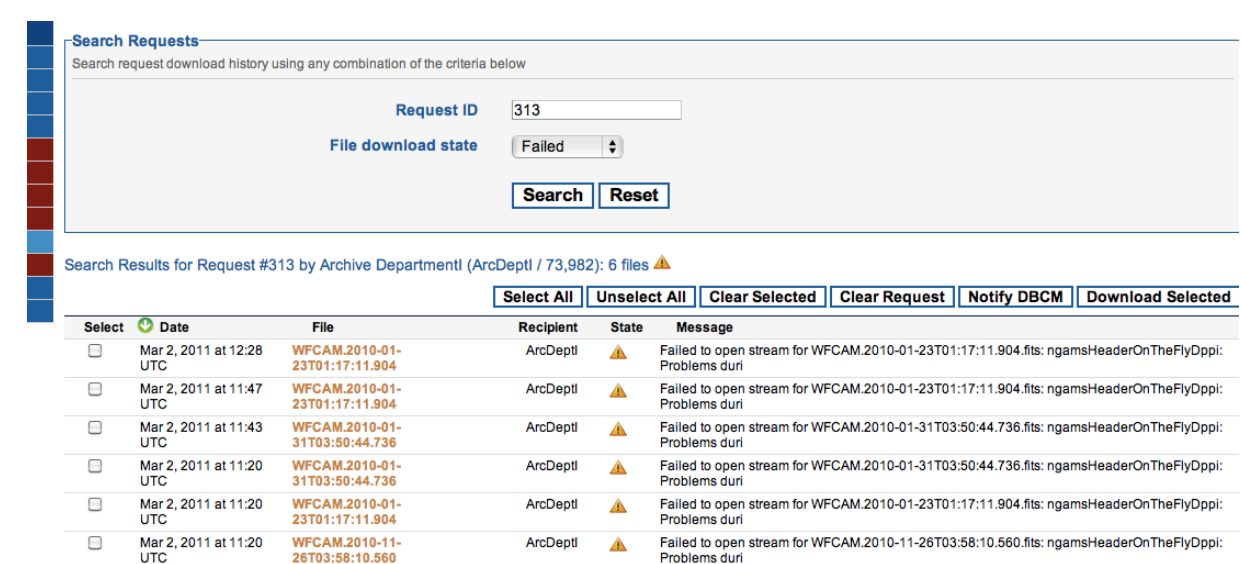 Search Requests
Search request download history using any combination of the criteria below
Request ID 313
File download state Failed
Search Reset
Search Results for Request #313 by Archive DepartmentI (ArcDeptI / 73,982): 6 files
Select All Unselect All Clear Selected Clear Request Notify DBCM Download Selected
Select Date File Recipient State Message
Mar 2, 2011 at 12:28 WFCAM.2010-01- ArcDeptI Failed to open stream for WFCAM.2010-01-23T01:17:11.904.fits: ngamsHeaderOnTheFlyDppi:
UTC 23T01:17:11.904 Problems duri
Mar 2, 2011 at 11:47 WFCAM.2010-01- ArcDeptI Failed to open stream for WFCAM.2010-01-23T01:17:11.904.fits: ngamsHeaderOnTheFlyDppi:
UTC 23T01:17:11.904 Problems duri
Mar 2, 2011 at 11:43 WFCAM.2010-01- ArcDeptI Failed to open stream for WFCAM.2010-01-31T03:50:44.736.fits: ngamsHeaderOnTheFlyDppi:
UTC 31T03:50:44.736 Problems duri
Mar 2, 2011 at 11:20 WFCAM.2010-01- ArcDeptI Failed to open stream for WFCAM.2010-01-31T03:50:44.736.fits: ngamsHeaderOnTheFlyDppi:
UTC 31T03:50:44.736 Problems duri
Mar 2, 2011 at 11:20 WFCAM.2010-01- ArcDeptI Failed to open stream for WFCAM.2010-01-23T01:17:11.904.fits: ngamsHeaderOnTheFlyDppi:
UTC 23T01:17:11.904 Problems duri
Mar 2, 2011 at 11:20 WFCAM.2010-11- ArcDeptI Failed to open stream for WFCAM.2010-11-26T03:58:10.560.fits: ngamsHeaderOnTheFlyDppi:
UTC 26T03:58:10.560 Problems duri